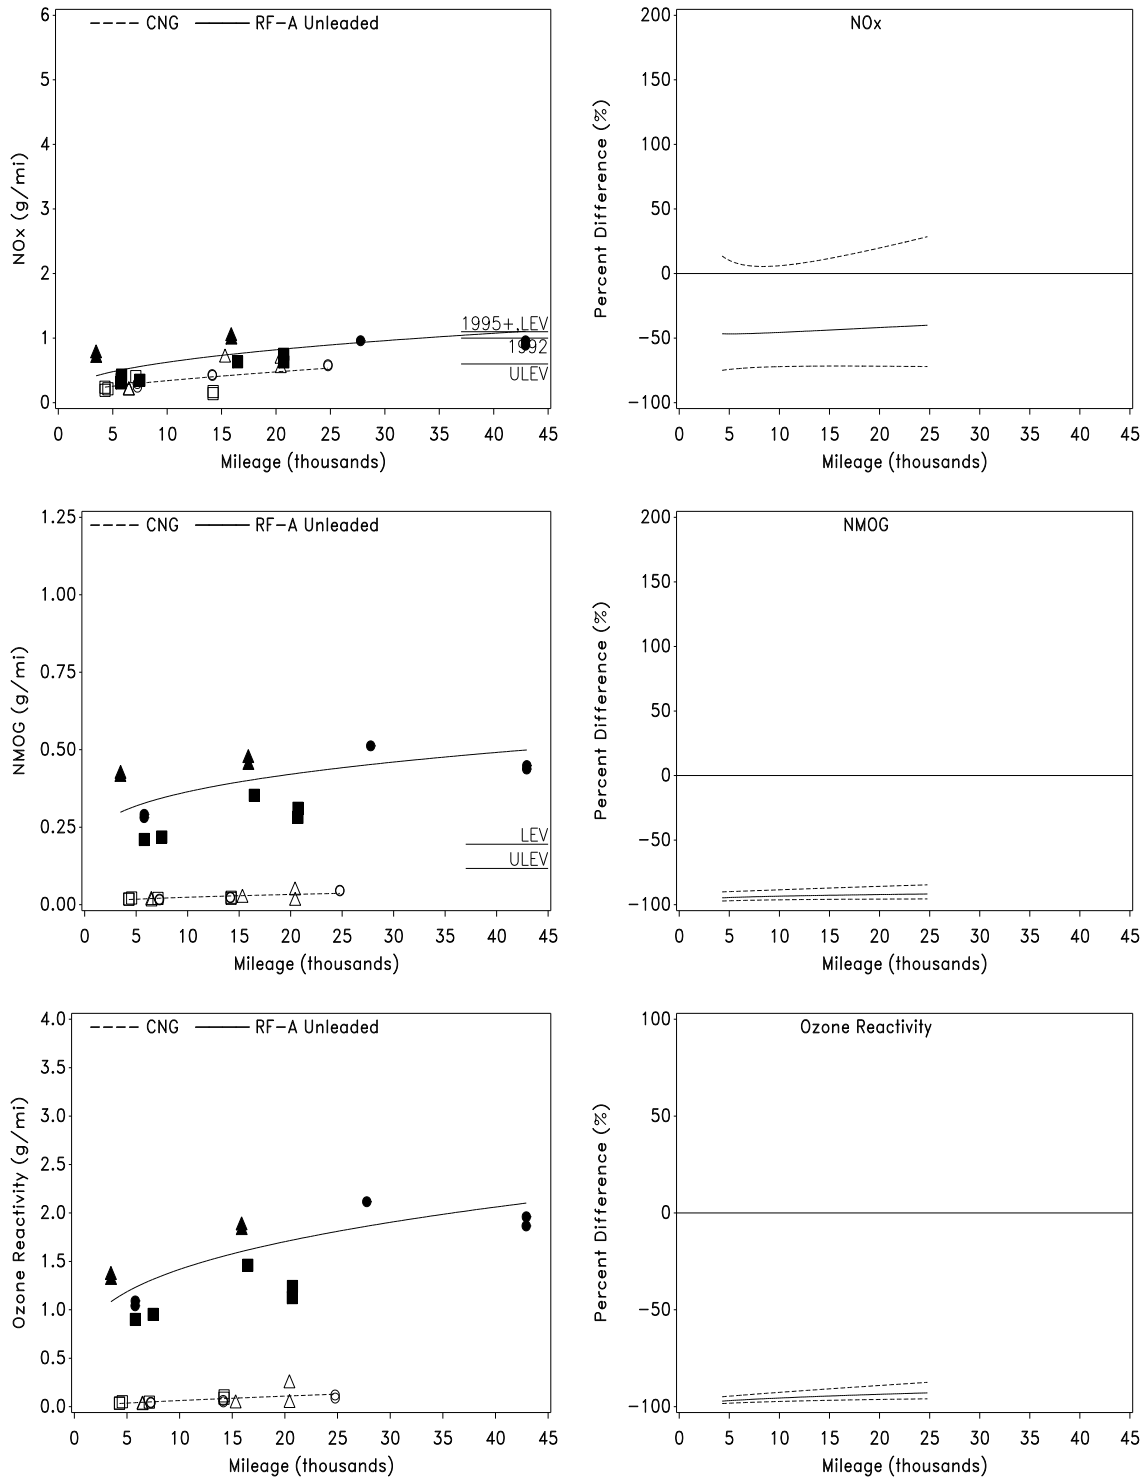 CNG RF-A Unleaded
6
5
4
3
2
1
0
NOx (g/mi)
1995+,LEV
1992
ULEV
0 5 10 15 20 25 30 35 40 45
Mileage (thousands)
NOx
200
150
100
50
0
-50
-100
Percent Difference (%)
0 5 10 15 20 25 30 35 40 45
Mileage (thousands)
CNG RF-A Unleaded
1.25
1.00
0.75
0.50
0.25
0.00
NMOG (g/mi)
LEV
ULEV
0 5 10 15 20 25 30 35 40 45
Mileage (thousands)
NMOG
200
150
100
50
0
-50
-100
Percent Difference (%)
0 5 10 15 20 25 30 35 40 45
Mileage (thousands)
CNG RF-A Unleaded
4.0
3.5
3.0
2.5
2.0
1.5
1.0
0.5
0.0
Ozone Reactivity (g/mi)
0 5 10 15 20 25 30 35 40 45
Mileage (thousands)
Ozone Reactivity
100
50
0
-50
-100
Percent Difference (%)
0 5 10 15 20 25 30 35 40 45
Mileage (thousands)